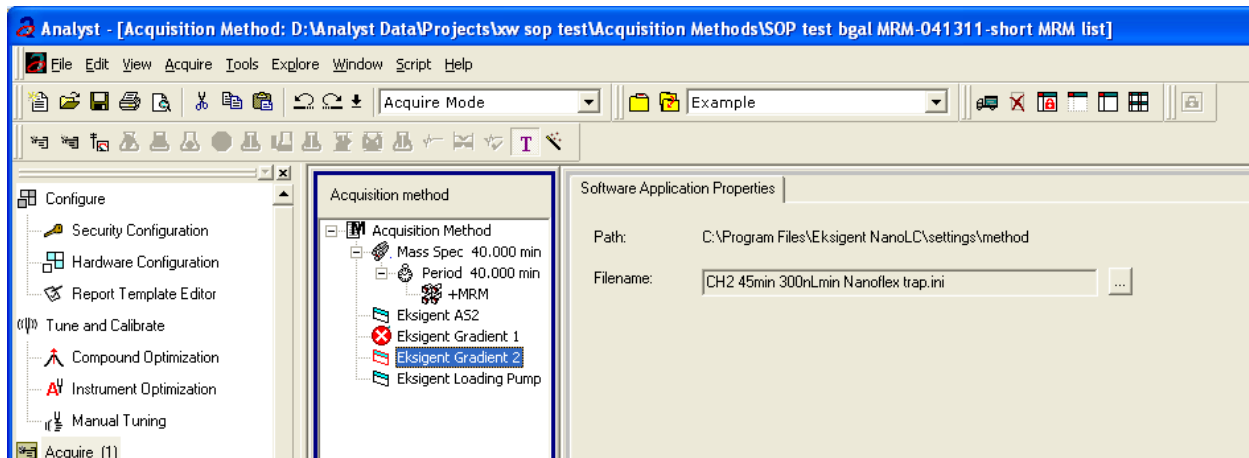 Analyst - [Acquisition Method: D:\Analyst Data\Projects\xw sop test\Acquisition Methods\SOP test bgal MRM-041311-short MRM list]
File Edit View Acquire Tools Explore Window Script Help
Acquire Mode
Example
T
Configure
Security Configuration
Hardware Configuration
Report Template Editor
Tune and Calibrate
Compound Optimization
Instrument Optimization
Manual Tuning
Acquire (1)
Acquisition method
Acquisition Method
Mass Spec 40.000 min
Period 40.000 min
+MRM
Eksigent AS2
Eksigent Gradient 1
Eksigent Gradient 2
Eksigent Loading Pump
Software Application Properties
Path: C:\Program Files\Eksigent NanoLC\settings\method
Filename: CH2 45min 300nLmin Nanoflex trap.ini ...